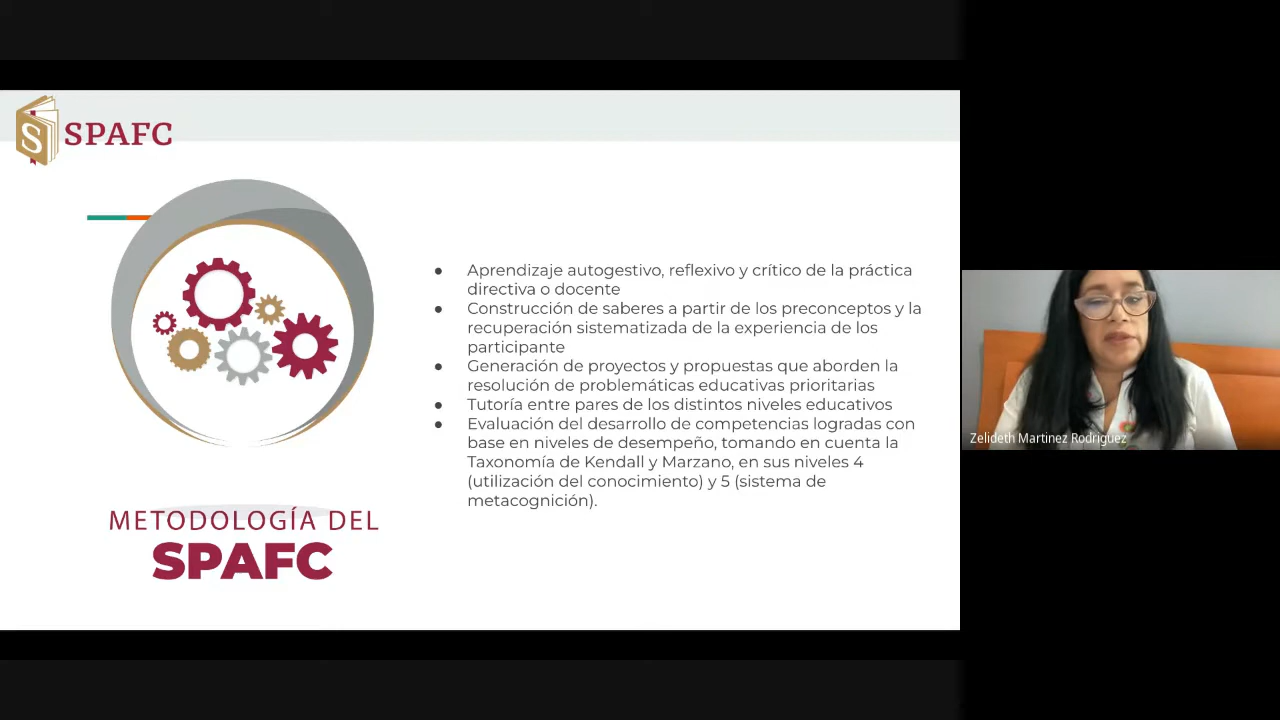 S SPAFC
Aprendizaje autogestivo, reflexivo y crítico de la práctica
directiva o docente
Construcción de saberes a partir de los preconceptos y la
recuperación sistematizada de la experiencia de los
participante
Generación de proyectos y propuestas que aborden la
resolución de problemáticas educativas prioritarias
Tutoría entre pares de los distintos niveles educativos
Evaluación del desarrollo de competencias logradas con
base en niveles de desempeño, tomando en cuenta la
Taxonomía de Kendall y Marzano, en sus niveles 4
(utilización del conocimiento) y 5 (sistema de
metacognición).
METODOLOGÍA DEL
SPAFC
Zelideth Martinez Rodriguez